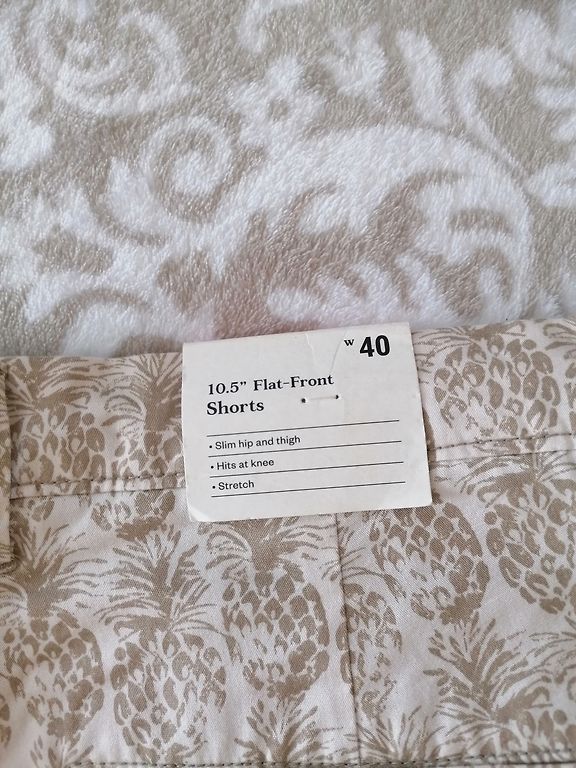 W 40
10.5” Flat-Front
Shorts
• Slim hip and thigh
• Hits at knee
• Stretch